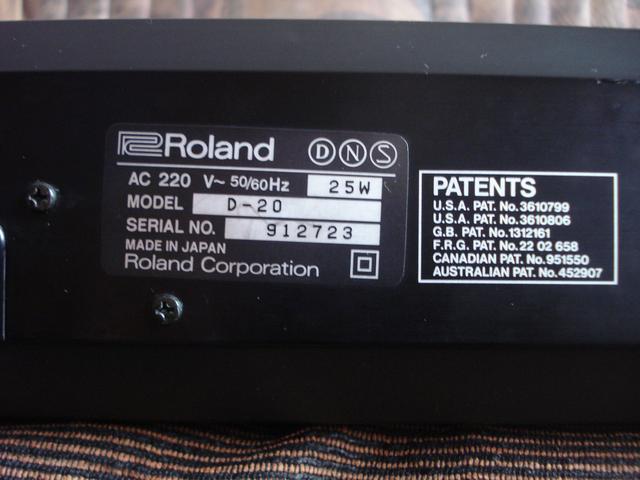 Roland D N S
AC 220 V~ 50/60Hz 25W
MODEL D-20
SERIAL NO. 912723
MADE IN JAPAN
Roland Corporation
PATENTS
U.S.A. PAT. No.3610799
U.S.A. PAT. No.3610806
G.B. PAT. No.1312161
F.R.G. PAT. No.22 02 658
CANADIAN PAT. No.951550
AUSTRALIAN PAT. No.452907